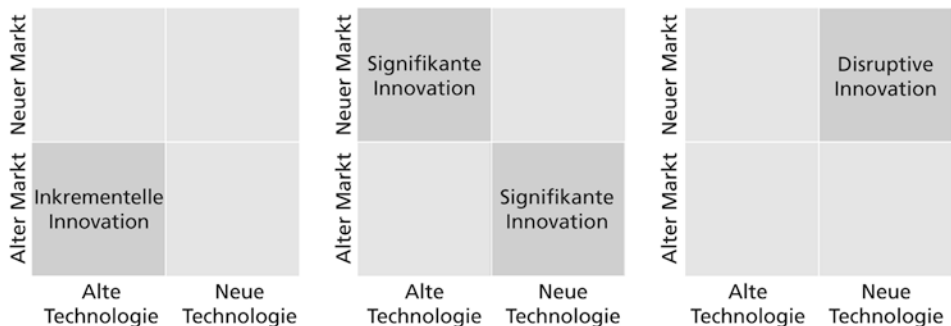 Neuer Markt
Alter Markt
Inkrementelle
Innovation
Alte
Technologie
Neue
Technologie
Neuer Markt
Alter Markt
Signifikante
Innovation
Signifikante
Innovation
Alte
Technologie
Neue
Technologie
Neuer Markt
Alter Markt
Disruptive
Innovation
Alte
Technologie
Neue
Technologie